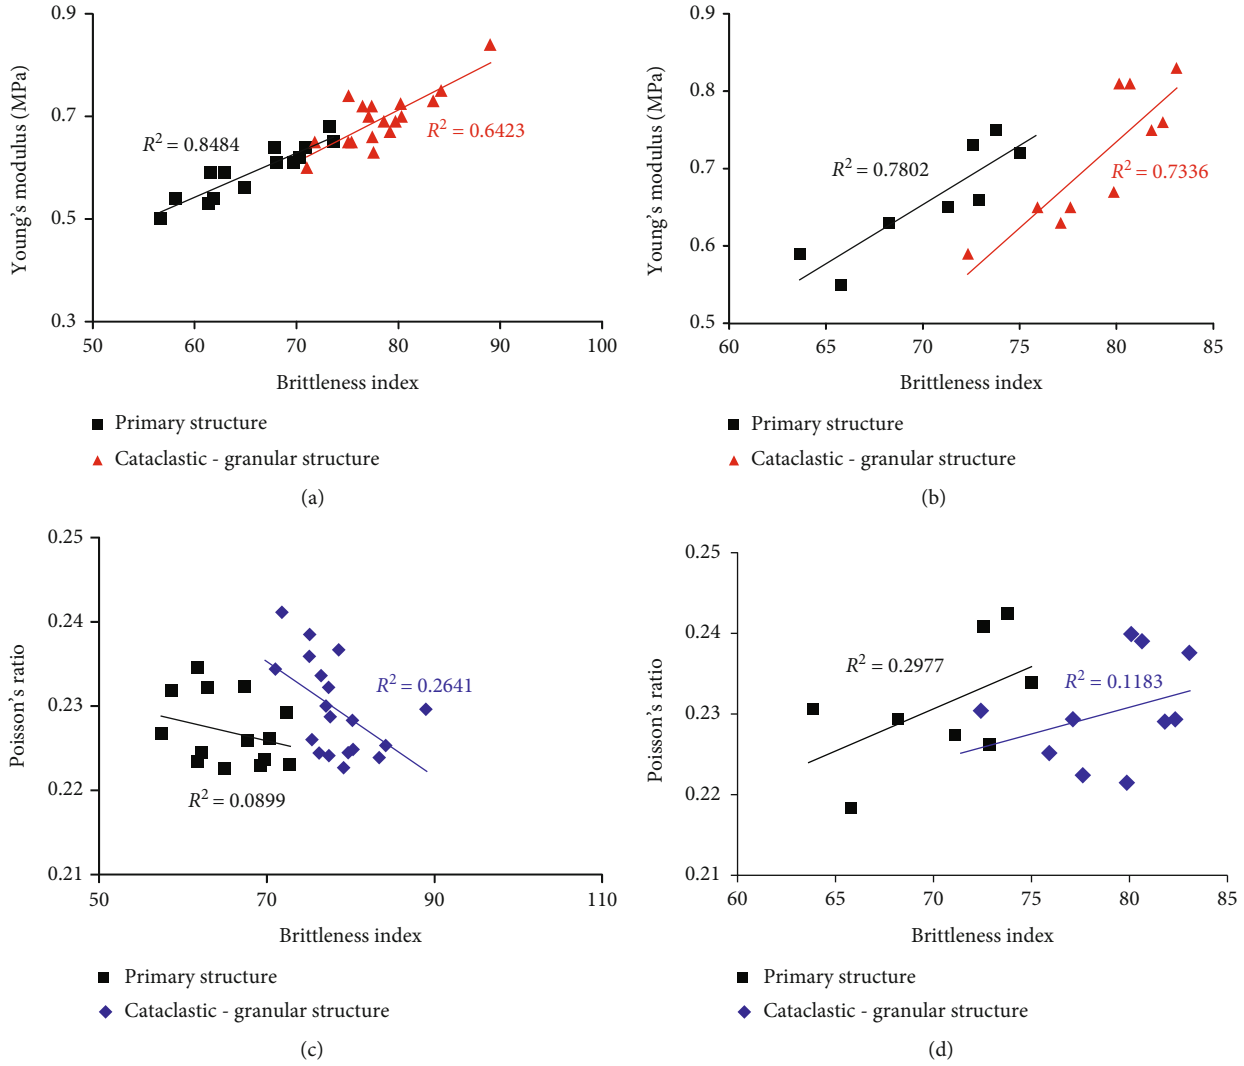 0.9
0.7
0.5
0.3
Young's modulus (MPa)
R² = 0.8484
R² = 0.6423
50 60 70 80 90 100
Brittleness index
Primary structure
Cataclastic - granular structure
(a)
0.9
0.8
0.7
0.6
0.5
Young's modulus (MPa)
R² = 0.7802
R² = 0.7336
60 65 70 75 80 85
Brittleness index
Primary structure
Cataclastic - granular structure
(b)
0.25
0.24
0.23
0.22
0.21
Poisson's ratio
R² = 0.2641
R² = 0.0899
50 70 90 110
Brittleness index
Primary structure
Cataclastic - granular structure
(c)
0.25
0.24
0.23
0.22
0.21
Poisson's ratio
R² = 0.2977
R² = 0.1183
60 65 70 75 80 85
Brittleness index
Primary structure
Cataclastic - granular structure
(d)